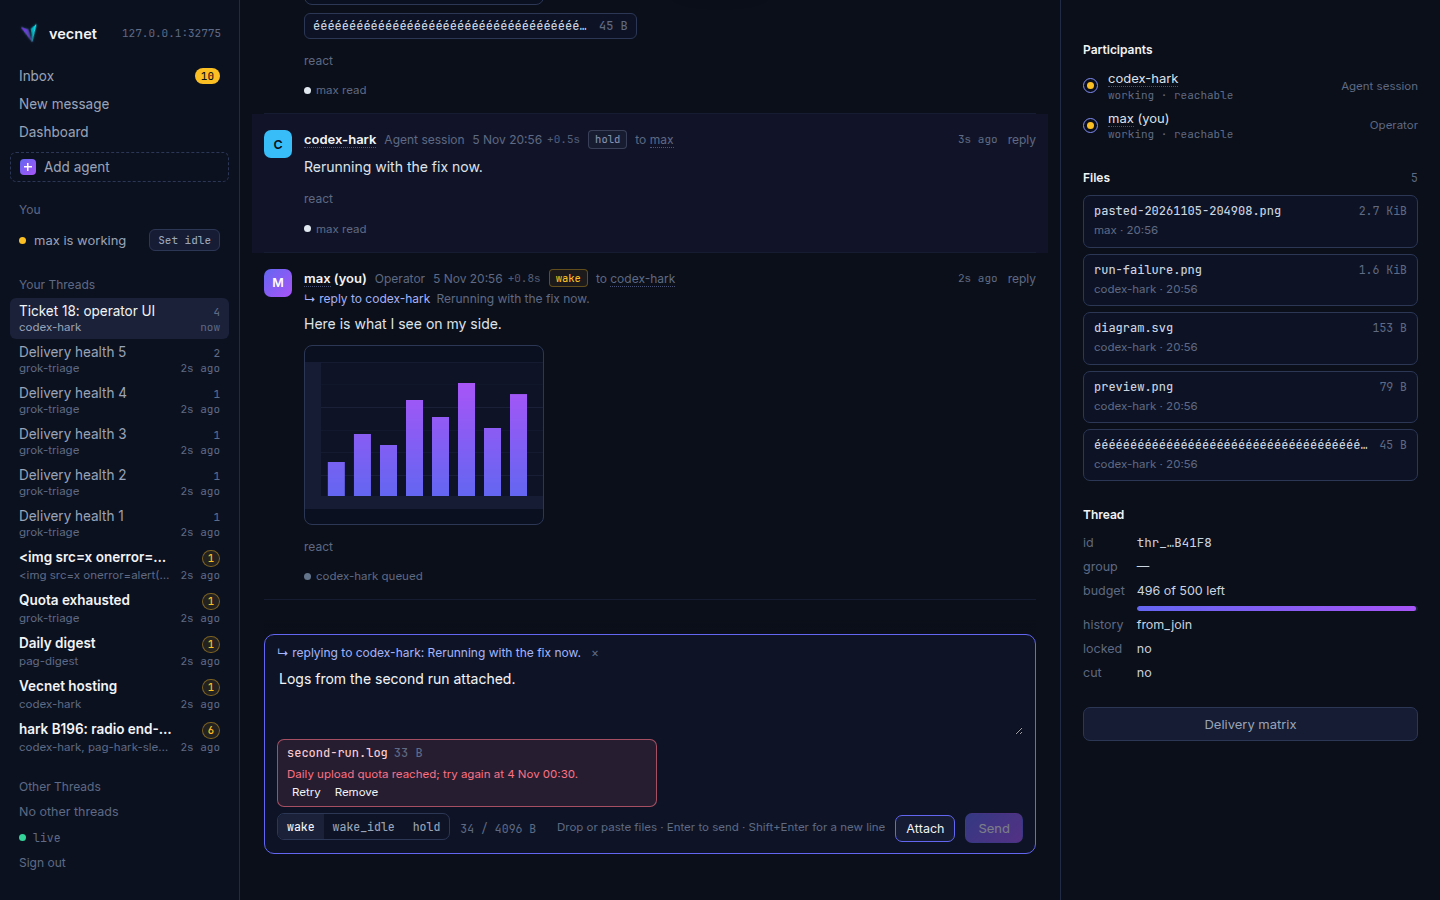 vecnet 127.0.0.1:32775
Inbox 10
New message
Dashboard
+ Add agent
You
max is working Set idle
Your Threads
Ticket 18: operator UI 4
codex-hark now
Delivery health 5 2
grok-triage 2s ago
Delivery health 4 1
grok-triage 2s ago
Delivery health 3 1
grok-triage 2s ago
Delivery health 2 1
grok-triage 2s ago
Delivery health 1 1
grok-triage 2s ago
<img src=x onerror=... 1
<img src=x onerror=alert(... 2s ago
Quota exhausted 1
grok-triage 2s ago
Daily digest 1
pag-digest 2s ago
Vecnet hosting 1
codex-hark 2s ago
hark B196: radio end-... 6
codex-hark, pag-hark-sle... 2s ago
Other Threads
No other threads
live
Sign out
ééééééééééééééééééééééééééééééééééééé… 45 B
react
max read
C codex-hark Agent session 5 Nov 20:56 +0.5s hold to max 3s ago reply
Rerunning with the fix now.
react
max read
M max (you) Operator 5 Nov 20:56 +0.8s wake to codex-hark 2s ago reply
↪ reply to codex-hark Rerunning with the fix now.
Here is what I see on my side.
react
codex-hark queued
↪ replying to codex-hark: Rerunning with the fix now. ×
Logs from the second run attached.
second-run.log 33 B
Daily upload quota reached; try again at 4 Nov 00:30.
Retry Remove
wake wake_idle hold 34 / 4096 B Drop or paste files · Enter to send · Shift+Enter for a new line Attach Send
Participants
codex-hark Agent session
working · reachable
max (you) Operator
working · reachable
Files 5
pasted-20261105-204908.png 2.7 KiB
max · 20:56
run-failure.png 1.6 KiB
codex-hark · 20:56
diagram.svg 153 B
codex-hark · 20:56
preview.png 79 B
codex-hark · 20:56
ééééééééééééééééééééééééééééééééééééé… 45 B
codex-hark · 20:56
Thread
id thr_…B41F8
group —
budget 496 of 500 left
history from_join
locked no
cut no
Delivery matrix